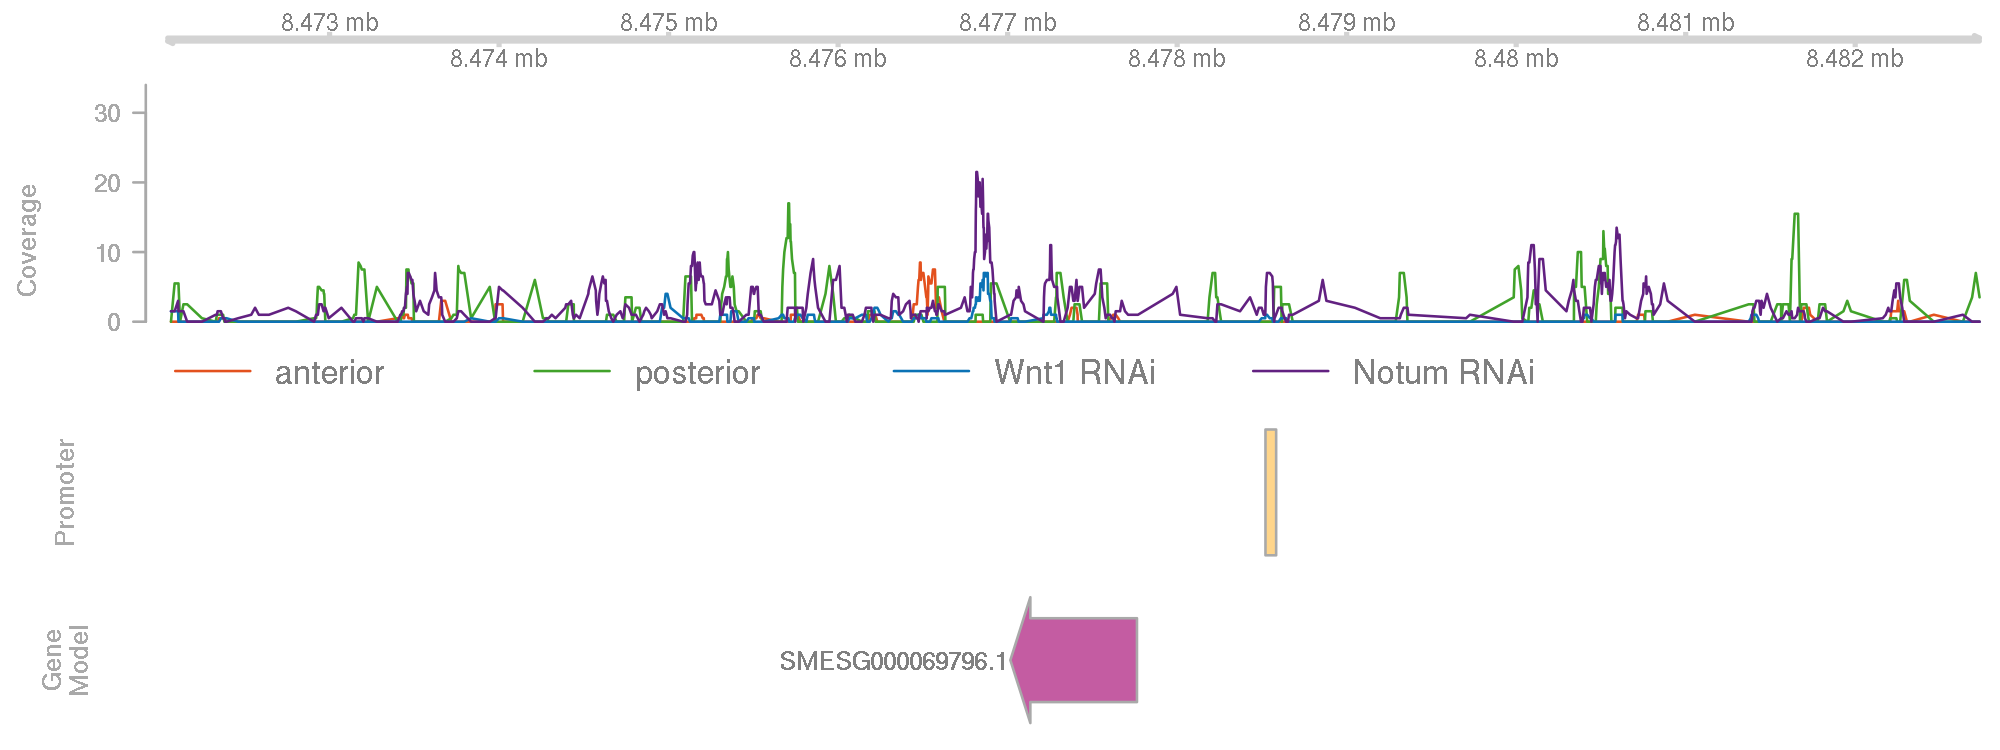 8.473 mb 8.475 mb 8.477 mb 8.479 mb 8.481 mb
8.474 mb 8.476 mb 8.478 mb 8.48 mb 8.482 mb
30
20
10
0
Coverage
anterior posterior Wnt1 RNAi Notum RNAi
Promoter
Gene
Model
SMESG000069796.1